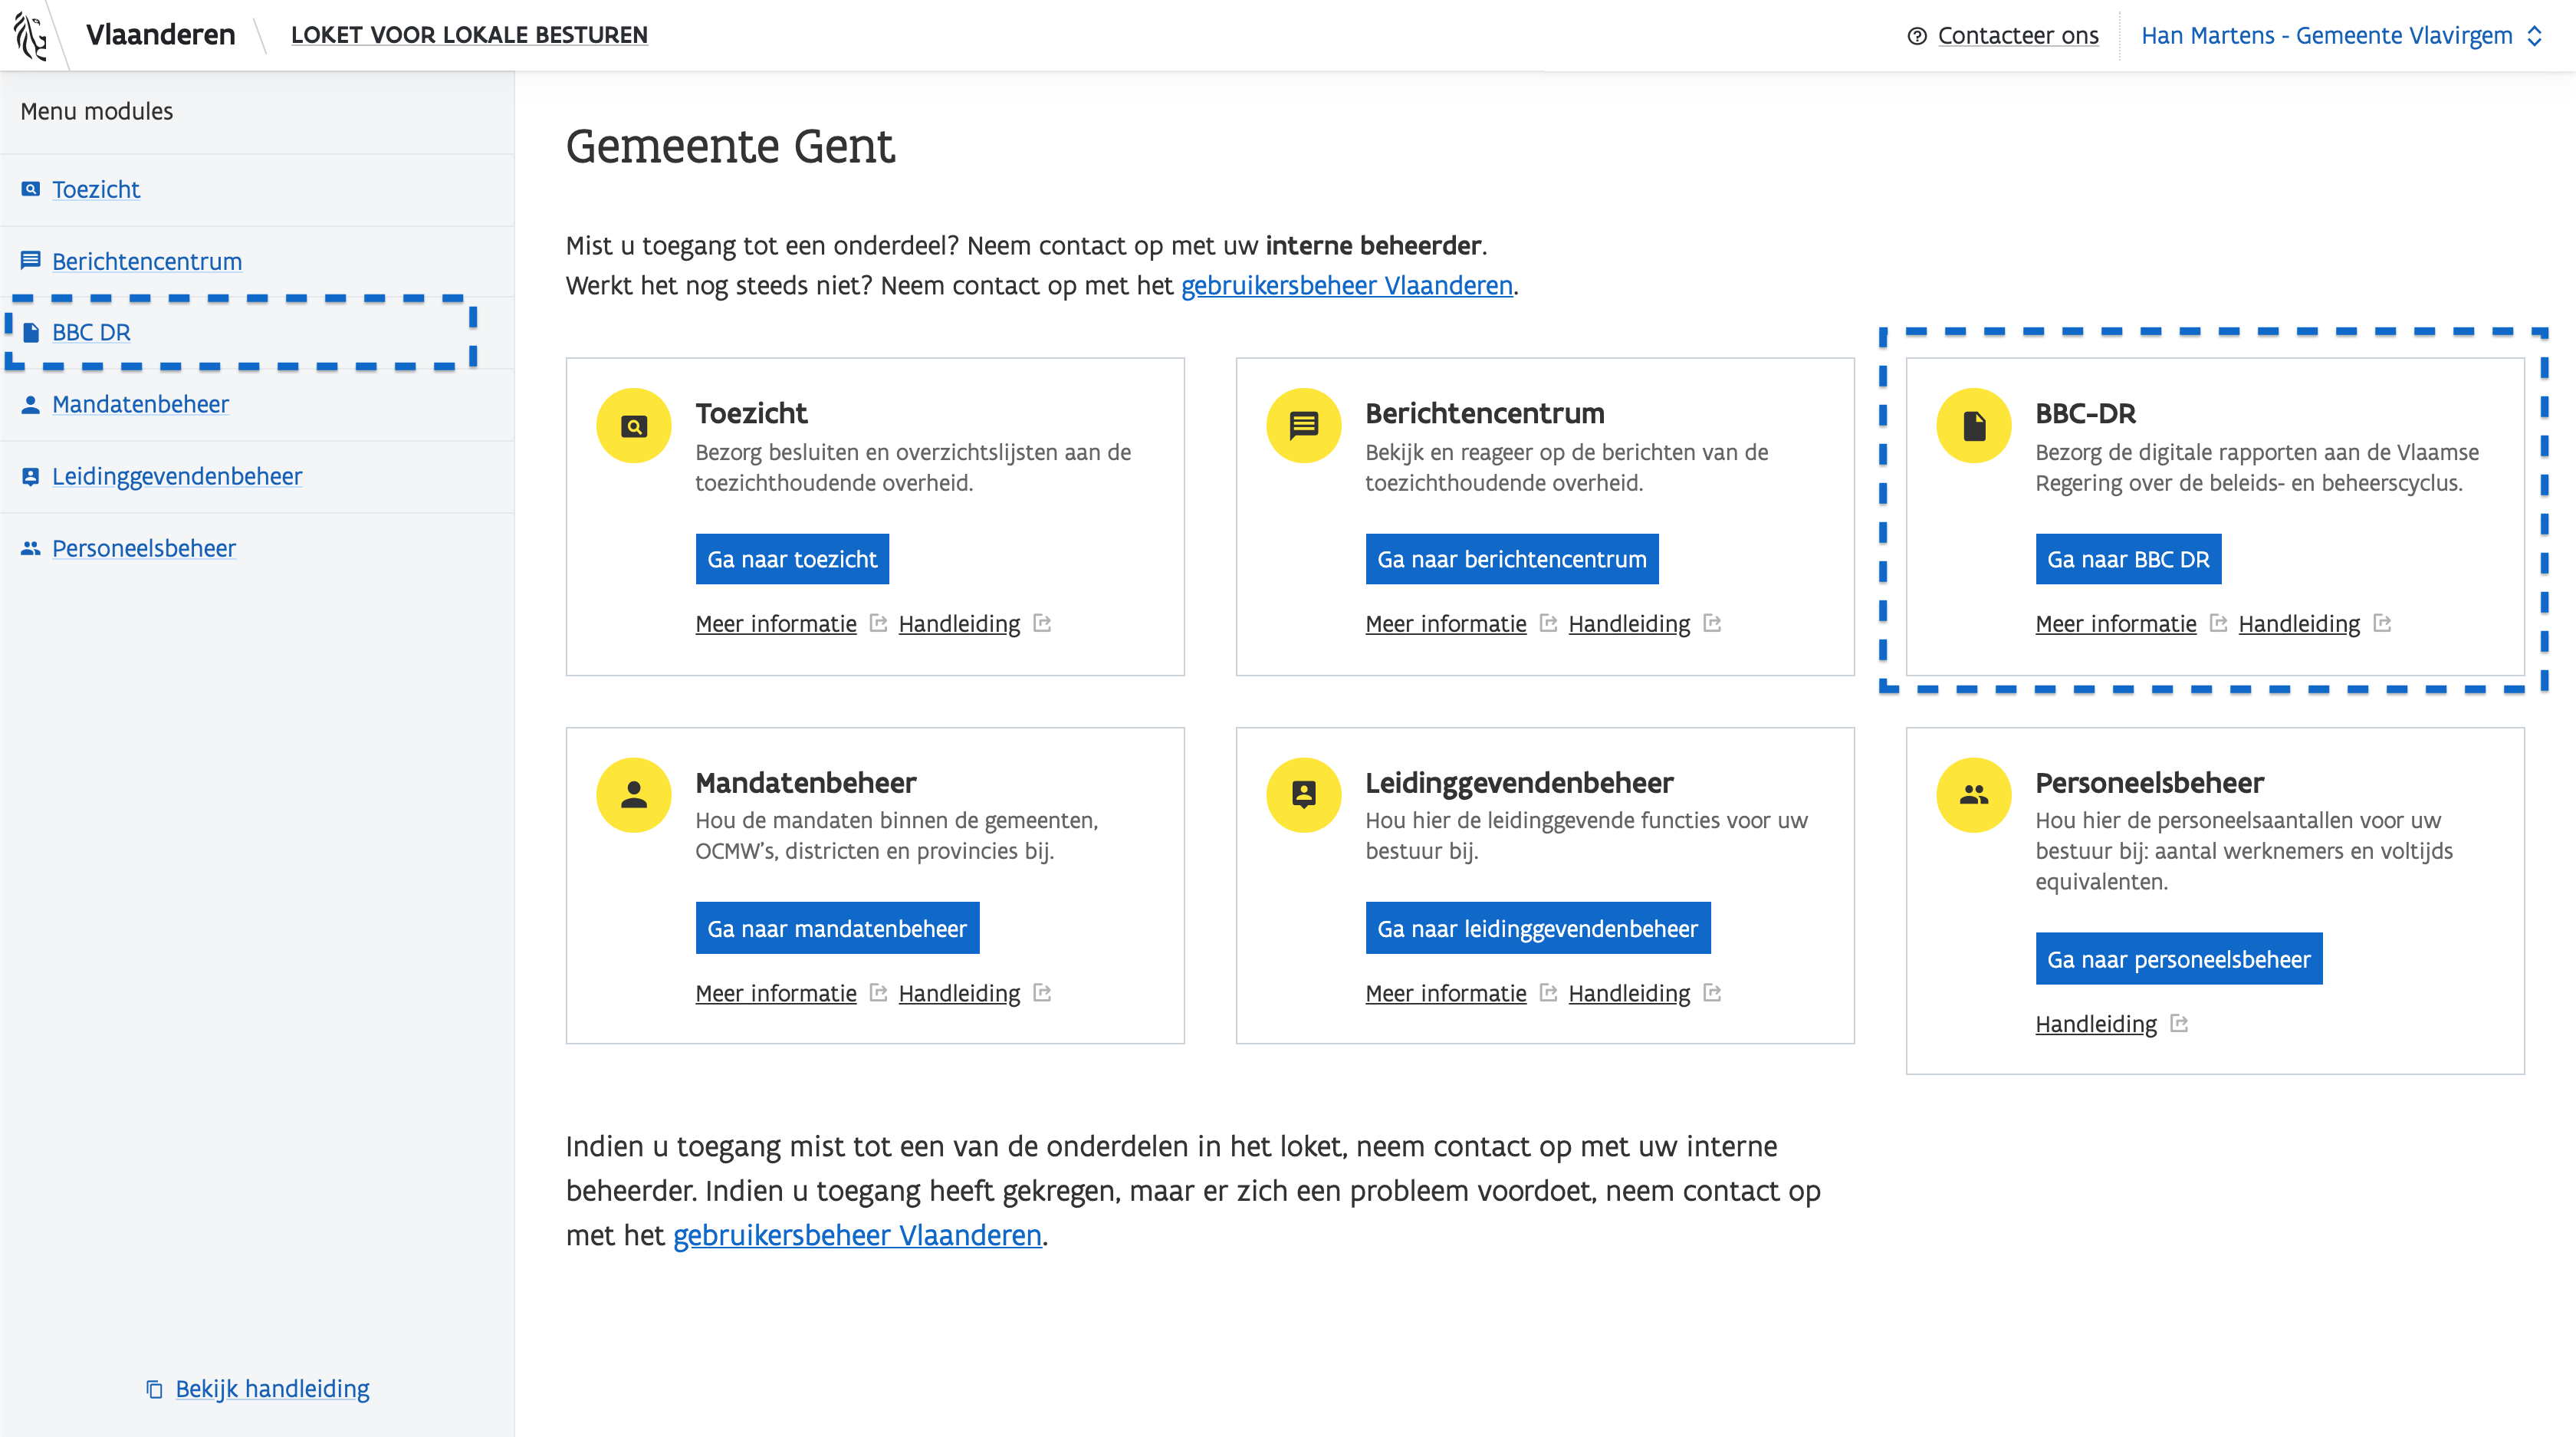 Vlaanderen
LOKET VOOR LOKALE BESTUREN
Contacteer ons
Han Martens - Gemeente Vlavirgem
Menu modules
Toezicht
Berichtencentrum
BBC DR
Mandatenbeheer
Leidinggevendenbeheer
Personeelsbeheer
Bekijk handleiding
Gemeente Gent
Mist u toegang tot een onderdeel? Neem contact op met uw interne beheerder.
Werkt het nog steeds niet? Neem contact op met het gebruikersbeheer Vlaanderen.
Toezicht
Bezorg besluiten en overzichtslijsten aan de
toezichthoudende overheid.
Ga naar toezicht
Meer informatie Handleiding
Berichtencentrum
Bekijk en reageer op de berichten van de
toezichthoudende overheid.
Ga naar berichtencentrum
Meer informatie Handleiding
BBC-DR
Bezorg de digitale rapporten aan de Vlaamse
Regering over de beleids- en beheerscyclus.
Ga naar BBC DR
Meer informatie Handleiding
Mandatenbeheer
Hou de mandaten binnen de gemeenten,
OCMW's, districten en provincies bij.
Ga naar mandatenbeheer
Meer informatie Handleiding
Leidinggevendenbeheer
Hou hier de leidinggevende functies voor uw
bestuur bij.
Ga naar leidinggevendenbeheer
Meer informatie Handleiding
Personeelsbeheer
Hou hier de personeelsaantallen voor uw
bestuur bij: aantal werknemers en voltijds
equivalenten.
Ga naar personeelsbeheer
Handleiding
Indien u toegang mist tot een van de onderdelen in het loket, neem contact op met uw interne
beheerder. Indien u toegang heeft gekregen, maar er zich een probleem voordoet, neem contact op
met het gebruikersbeheer Vlaanderen.